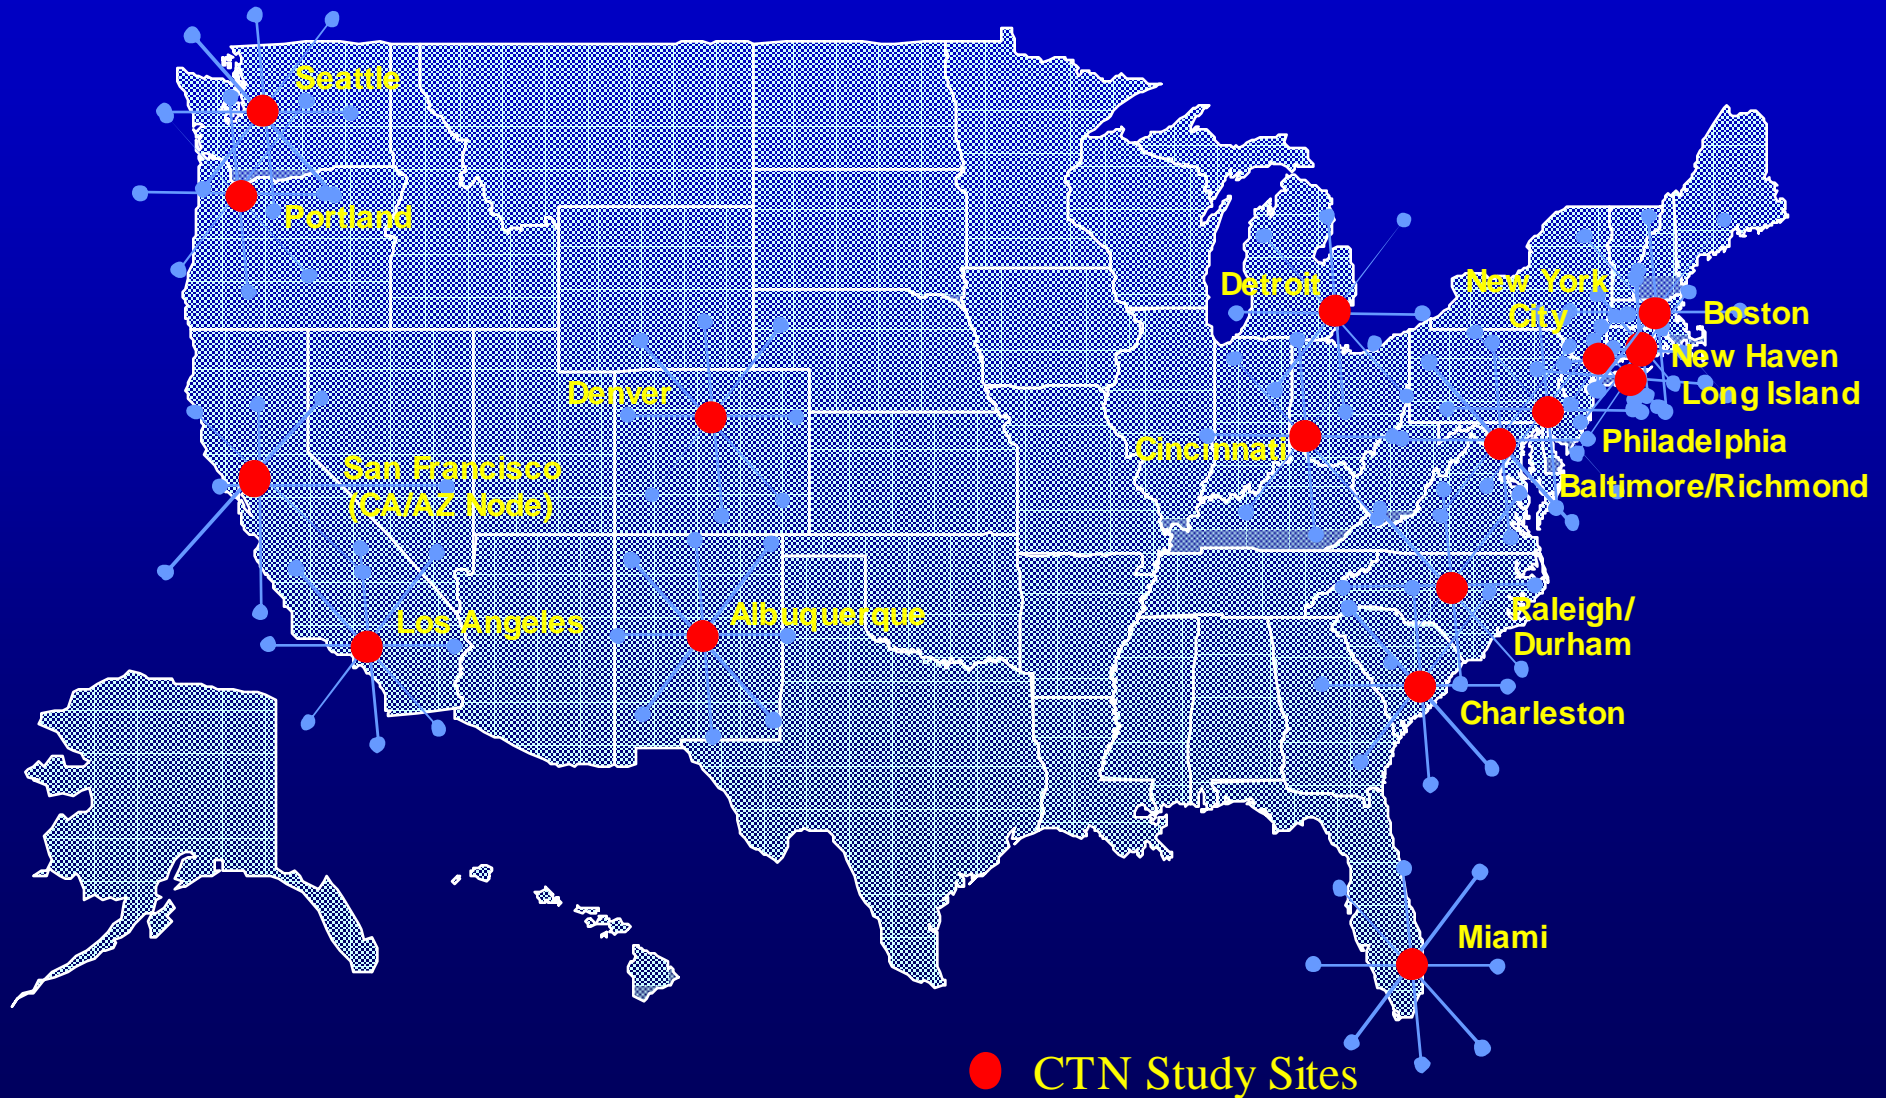 Seattle
Portland
Detroit
New York
City
Boston
New Haven
Long Island
Denver
Cincinnati
Philadelphia
San Francisco
(CA/AZ Node)
Baltimore/Richmond
Los Angeles
Albuquerque
Raleigh/
Durham
Charleston
Miami
CTN Study Sites